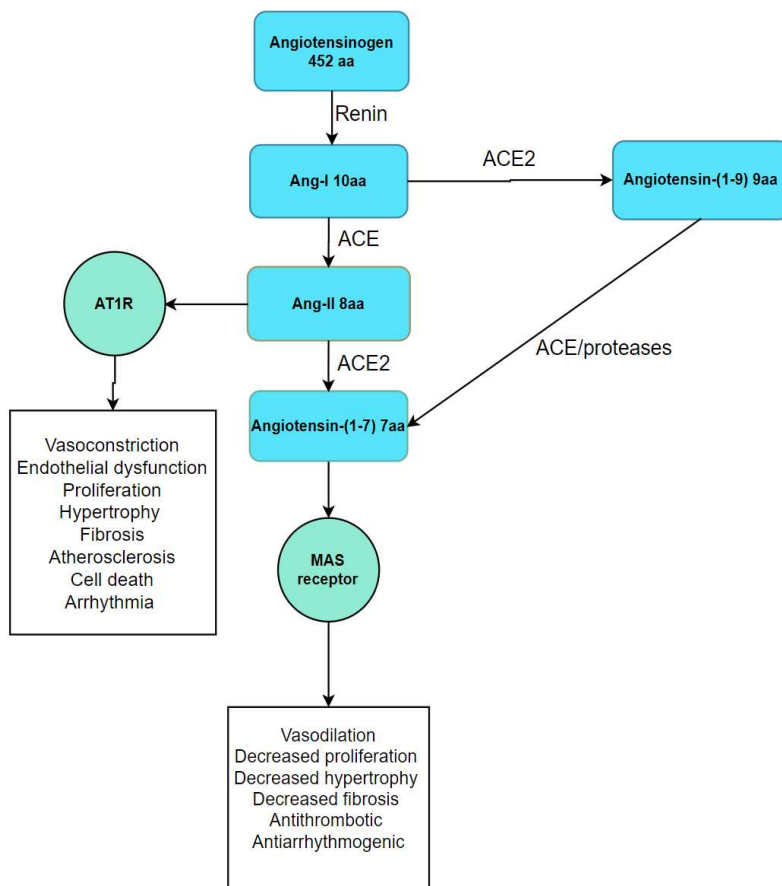 Angiotensinogen
452 aa
Renin
Ang-I 10aa
ACE2
Angiotensin-(1-9) 9aa
ACE
AT1R
Ang-II 8aa
ACE/proteases
ACE2
Angiotensin-(1-7) 7aa
Vasoconstriction
Endothelial dysfunction
Proliferation
Hypertrophy
Fibrosis
Atherosclerosis
Cell death
Arrhythmia
MAS
receptor
Vasodilation
Decreased proliferation
Decreased hypertrophy
Decreased fibrosis
Antithrombotic
Antiarrhythmogenic